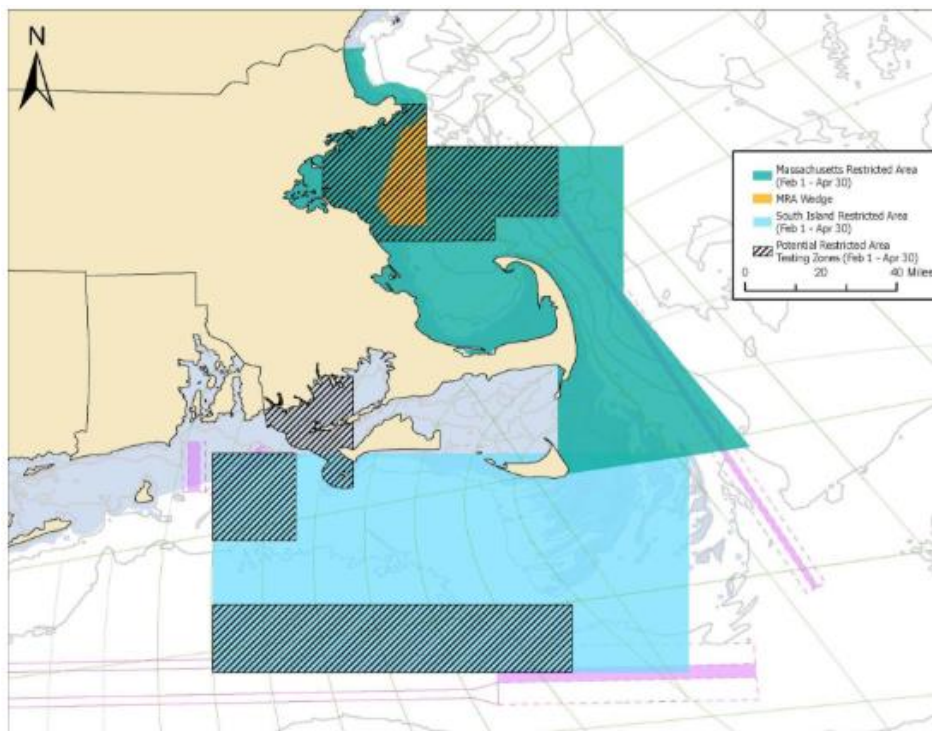 N
Massachusetts Restricted Area
(Feb 1 - Apr 30)
MRA Wedge
South Island Restricted Area
(Feb 1 - Apr 30)
Potential Restricted Area
Testing Zones (Feb 1 - Apr 30)
0 20 40 Miles